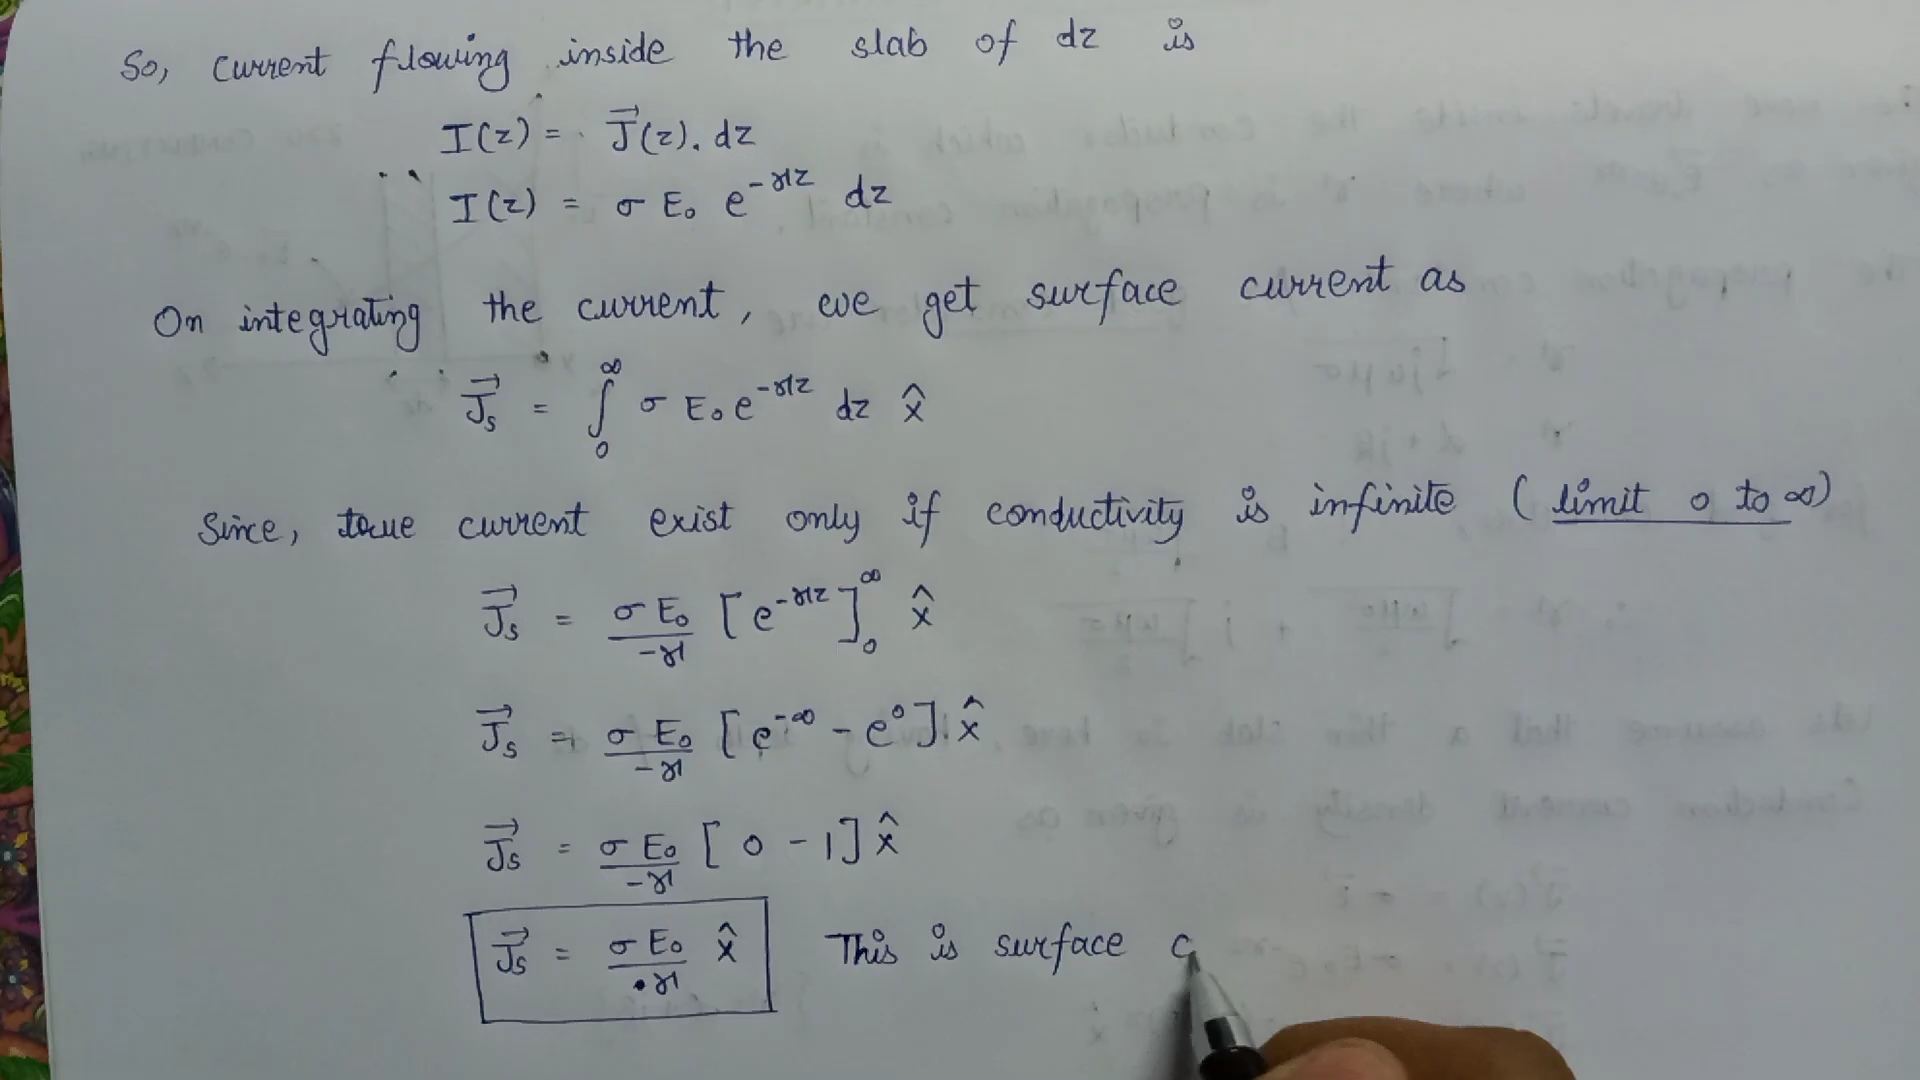 So, current flowing inside the slab of dz is
I(z) = J⃗(z). dz
I(z) = σ E₀ e^{-γz} dz
On integrating the current, we get surface current as
J⃗s = ∫₀^∞ σ E₀ e^{-γz} dz x̂
Since, true current exist only if conductivity is infinite (limit 0 to ∞)
J⃗s = σ E₀ / -γ [e^{-γz}]₀^∞ x̂
J⃗s = σ E₀ / -γ [e^{-∞} - e⁰] x̂
J⃗s = σ E₀ / -γ [0 - 1] x̂
J⃗s = σ E₀ / γ x̂ This is surface c